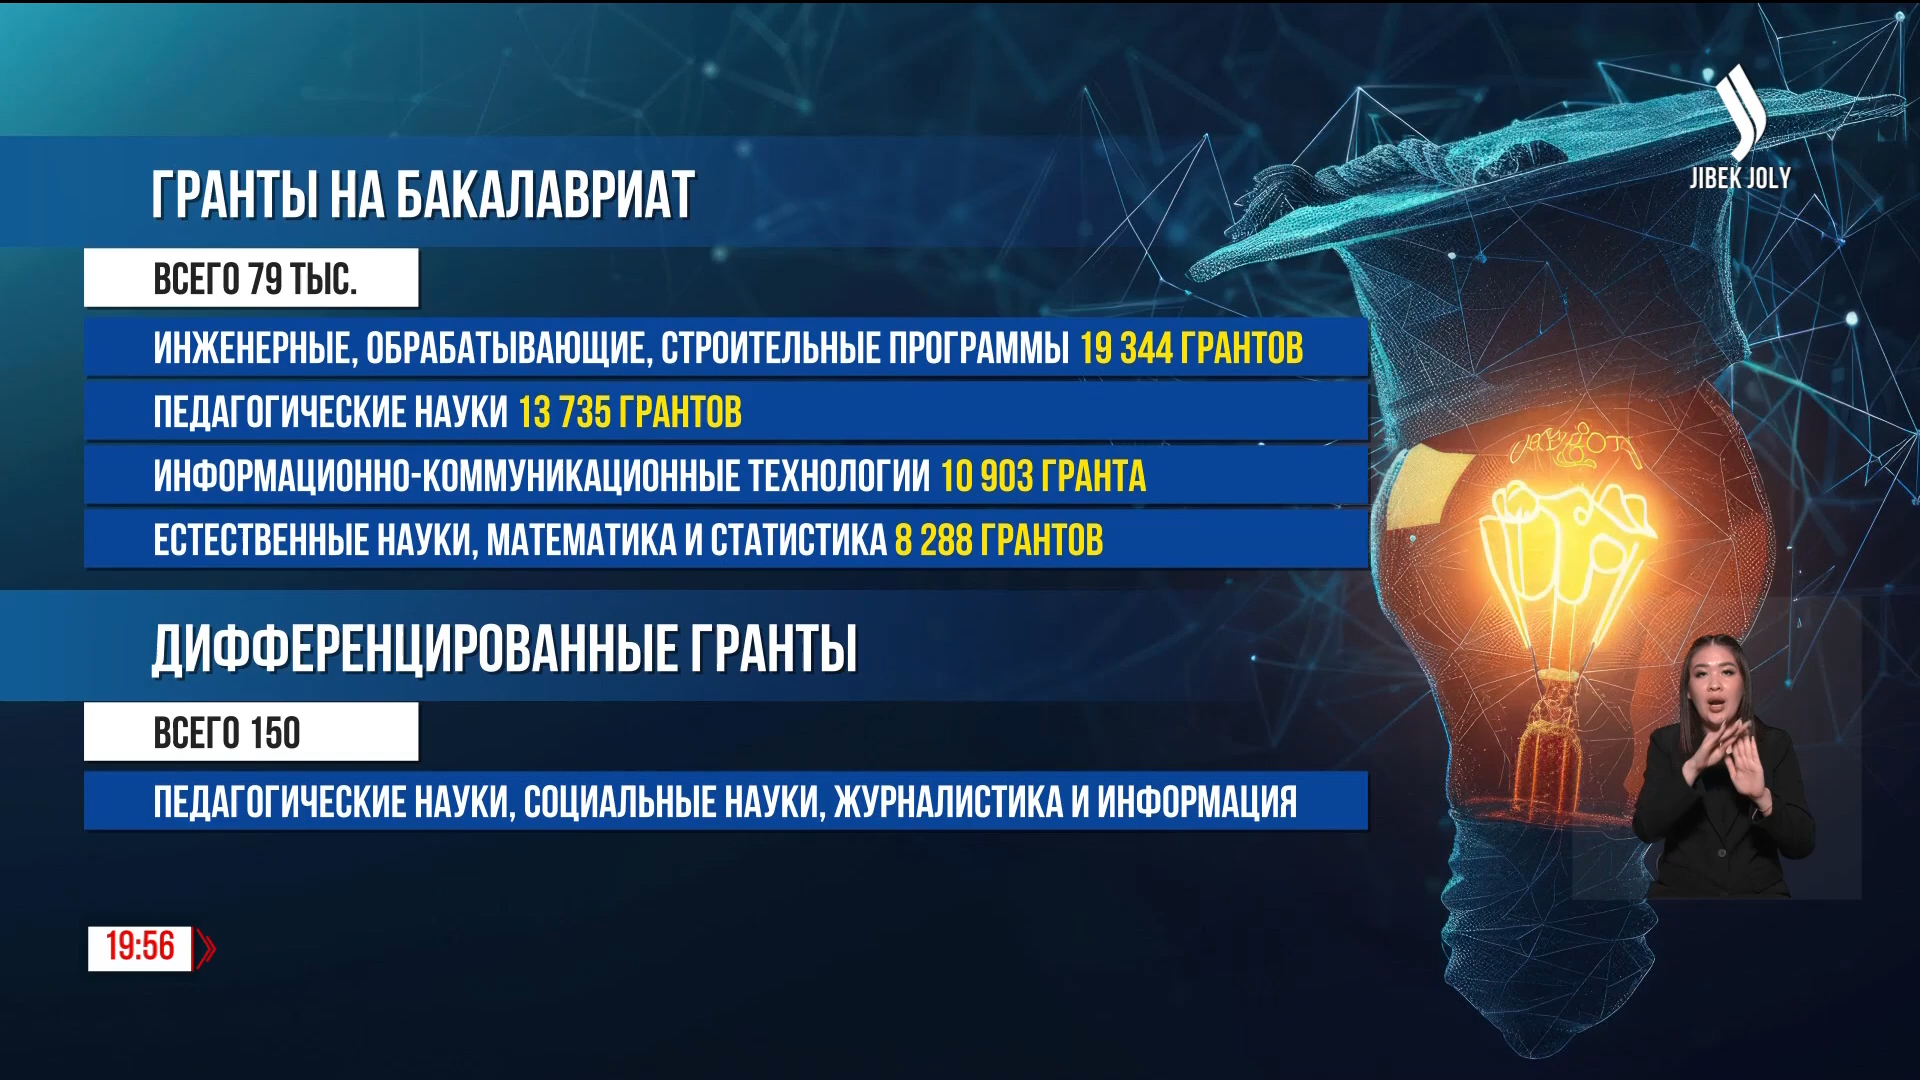 JIBEK JOLY
ГРАНТЫ НА БАКАЛАВРИАТ
ВСЕГО 79 ТЫС.
ИНЖЕНЕРНЫЕ, ОБРАБАТЫВАЮЩИЕ, СТРОИТЕЛЬНЫЕ ПРОГРАММЫ 19 344 ГРАНТОВ
ПЕДАГОГИЧЕСКИЕ НАУКИ 13 735 ГРАНТОВ
ИНФОРМАЦИОННО-КОММУНИКАЦИОННЫЕ ТЕХНОЛОГИИ 10 903 ГРАНТА
ЕСТЕСТВЕННЫЕ НАУКИ, МАТЕМАТИКА И СТАТИСТИКА 8 288 ГРАНТОВ
ДИФФЕРЕНЦИРОВАННЫЕ ГРАНТЫ
ВСЕГО 150
ПЕДАГОГИЧЕСКИЕ НАУКИ, СОЦИАЛЬНЫЕ НАУКИ, ЖУРНАЛИСТИКА И ИНФОРМАЦИЯ
19:56